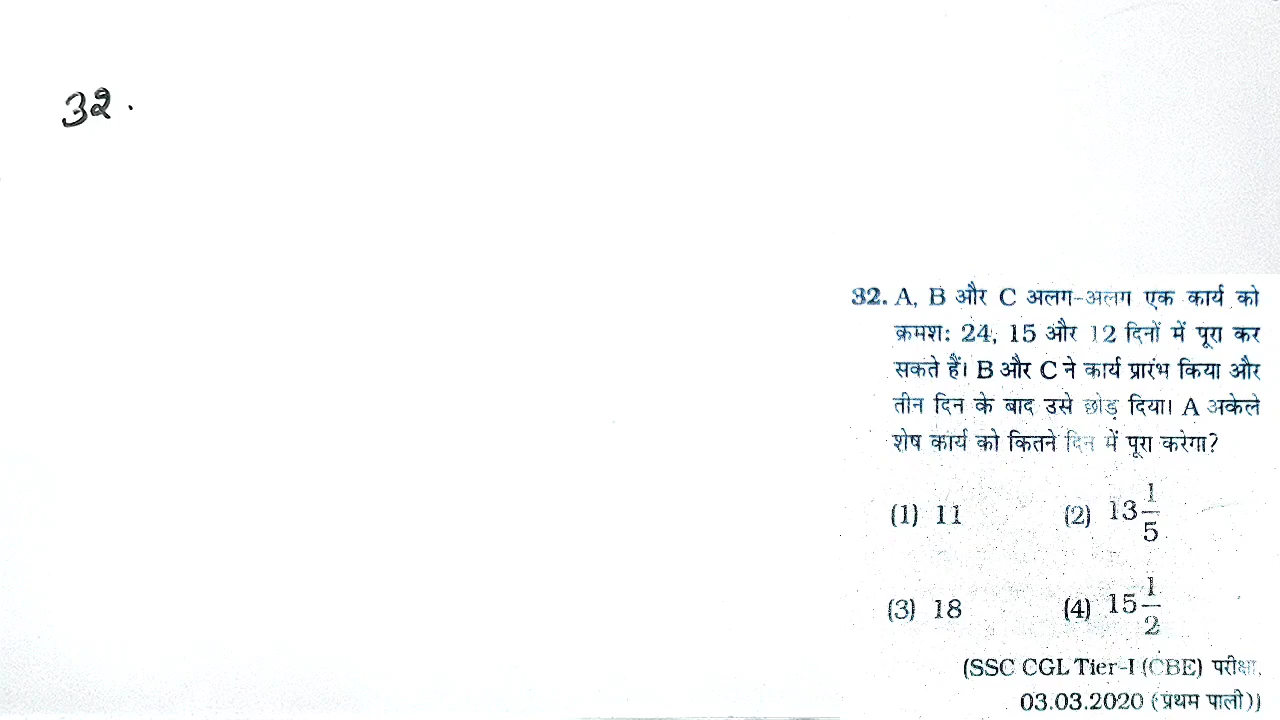 32.
32. A, B और C अलग-अलग एक कार्य को
क्रमश: 24, 15 और 12 दिनों में पूरा कर
सकते हैं। B और C ने कार्य प्रारंभ किया और
तीन दिन के बाद उसे छोड़ दिया। A अकेले
शेष कार्य को कितने दिन में पूरा करेगा?
(1) 11 (2) 13 1/5
(3) 18 (4) 15 1/2
(SSC CGL Tier-I (CBE) परीक्षा,
03.03.2020 (प्रथम पाली))